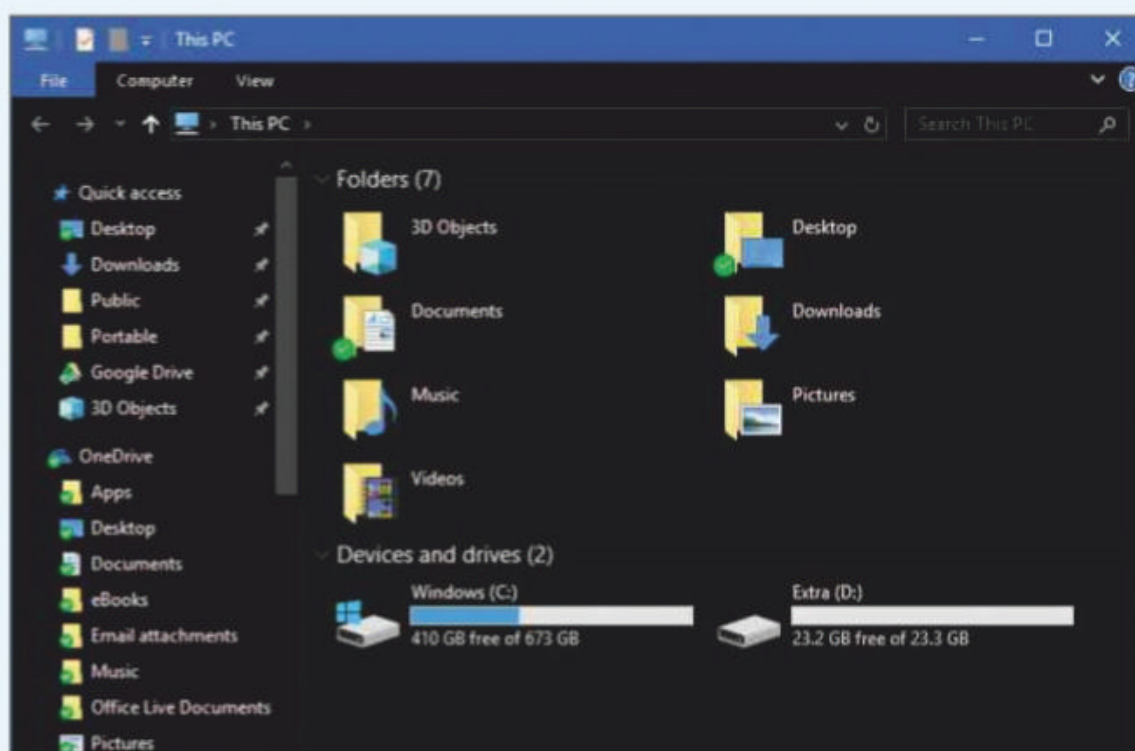 This PC
File Computer View
This PC
Search This PC
Quick access
Desktop
Downloads
Public
Portable
Google Drive
3D Objects
OneDrive
Apps
Desktop
Documents
eBooks
Email attachments
Music
Office Live Documents
Pictures
Folders (7)
3D Objects
Desktop
Documents
Downloads
Music
Pictures
Videos
Devices and drives (2)
Windows (C:)
410 GB free of 673 GB
Extra (D:)
23.2 GB free of 23.3 GB